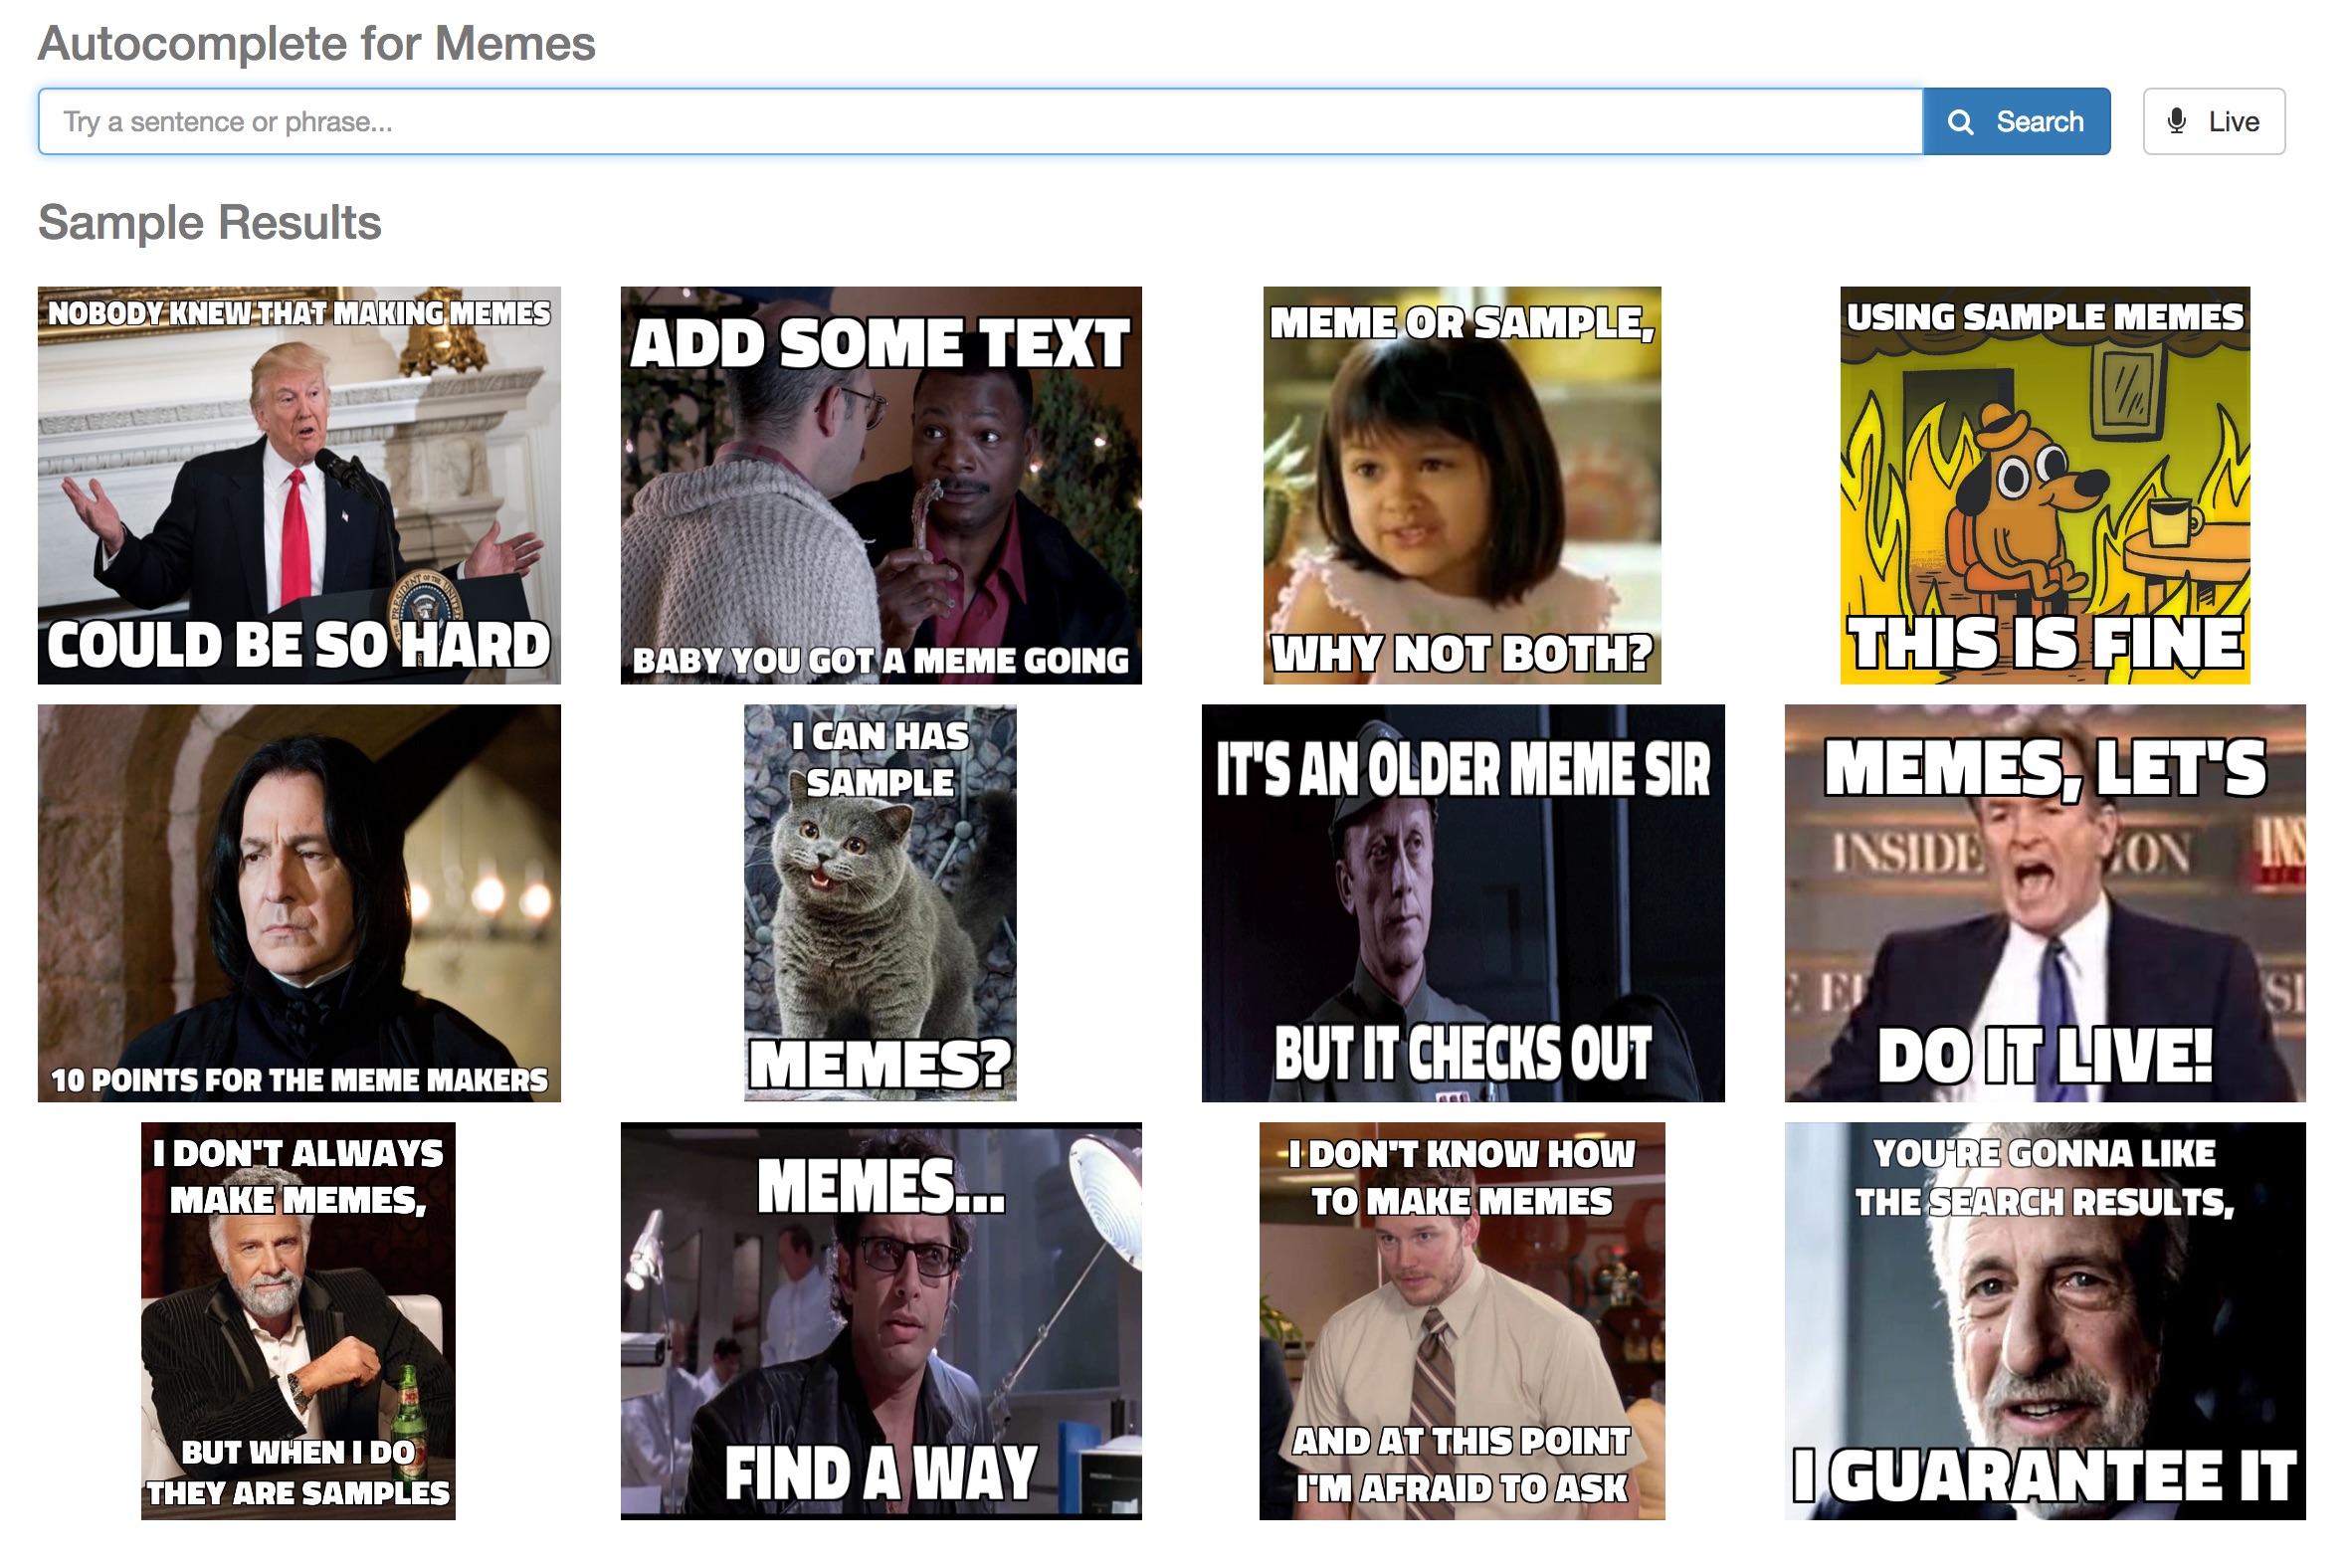 Autocomplete for Memes
Try a sentence or phrase...
Search
Live
Sample Results
NOBODY KNEW THAT MAKING MEMES
COULD BE SO HARD
ADD SOME TEXT
BABY YOU GOT A MEME GOING
MEME OR SAMPLE,
WHY NOT BOTH?
USING SAMPLE MEMES
THIS IS FINE
10 POINTS FOR THE MEME MAKERS
I CAN HAS
SAMPLE
MEMES?
IT'S AN OLDER MEME SIR
BUT IT CHECKS OUT
MEMES, LET'S
INSIDE
DO IT LIVE!
I DON'T ALWAYS
MAKE MEMES,
BUT WHEN I DO
THEY ARE SAMPLES
MEMES...
FIND A WAY
I DON'T KNOW HOW
TO MAKE MEMES
AND AT THIS POINT
I'M AFRAID TO ASK
YOU'RE GONNA LIKE
THE SEARCH RESULTS,
I GUARANTEE IT